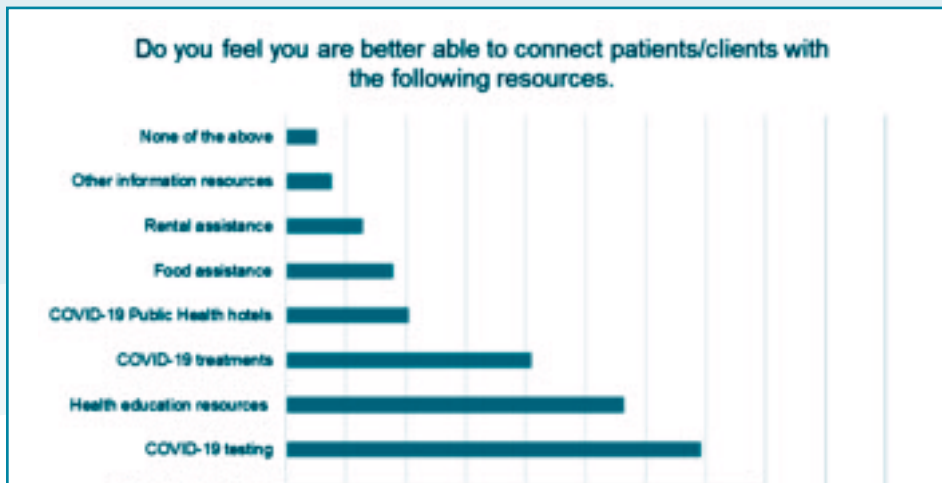 Do you feel you are better able to connect patients/clients with
the following resources.
None of the above
Other information resources
Rental assistance
Food assistance
COVID-19 Public Health hotels
COVID-19 treatments
Health education resources
COVID-19 testing